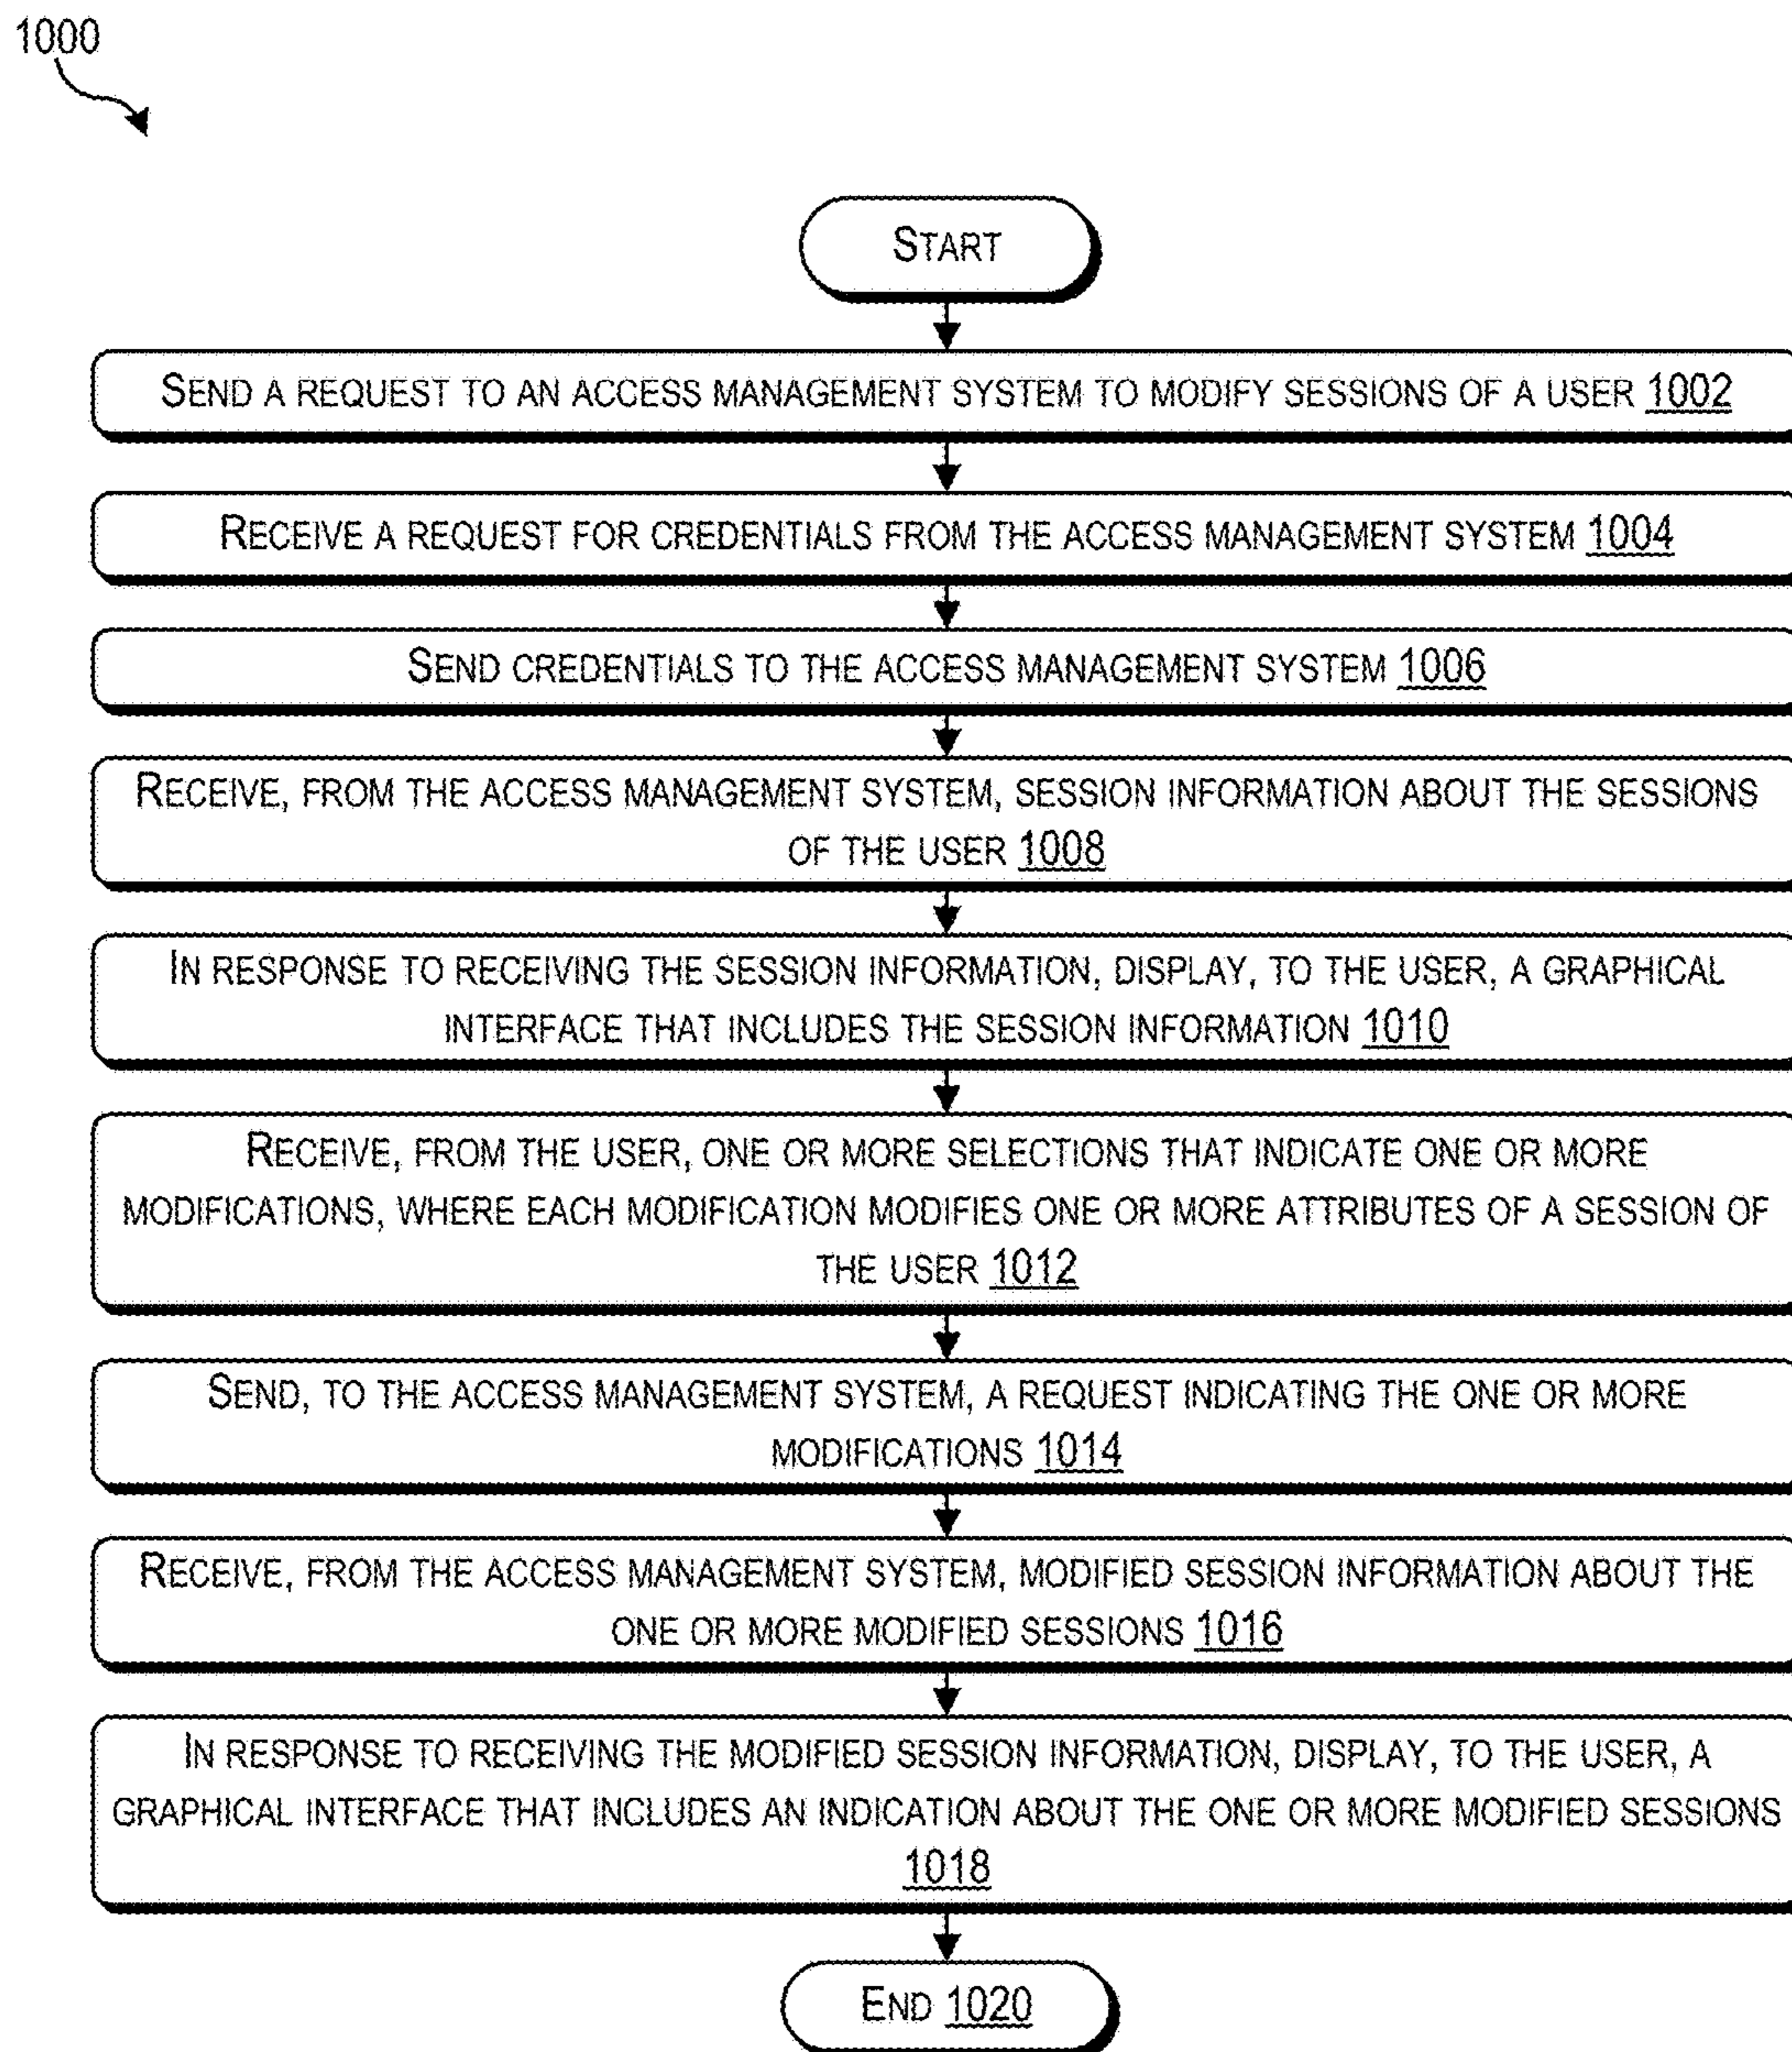 1000
START
SEND A REQUEST TO AN ACCESS MANAGEMENT SYSTEM TO MODIFY SESSIONS OF A USER 1002
RECEIVE A REQUEST FOR CREDENTIALS FROM THE ACCESS MANAGEMENT SYSTEM 1004
SEND CREDENTIALS TO THE ACCESS MANAGEMENT SYSTEM 1006
RECEIVE, FROM THE ACCESS MANAGEMENT SYSTEM, SESSION INFORMATION ABOUT THE SESSIONS
OF THE USER 1008
IN RESPONSE TO RECEIVING THE SESSION INFORMATION, DISPLAY, TO THE USER, A GRAPHICAL
INTERFACE THAT INCLUDES THE SESSION INFORMATION 1010
RECEIVE, FROM THE USER, ONE OR MORE SELECTIONS THAT INDICATE ONE OR MORE
MODIFICATIONS, WHERE EACH MODIFICATION MODIFIES ONE OR MORE ATTRIBUTES OF A SESSION OF
THE USER 1012
SEND, TO THE ACCESS MANAGEMENT SYSTEM, A REQUEST INDICATING THE ONE OR MORE
MODIFICATIONS 1014
RECEIVE, FROM THE ACCESS MANAGEMENT SYSTEM, MODIFIED SESSION INFORMATION ABOUT THE
ONE OR MORE MODIFIED SESSIONS 1016
IN RESPONSE TO RECEIVING THE MODIFIED SESSION INFORMATION, DISPLAY, TO THE USER, A
GRAPHICAL INTERFACE THAT INCLUDES AN INDICATION ABOUT THE ONE OR MORE MODIFIED SESSIONS
1018
END 1020